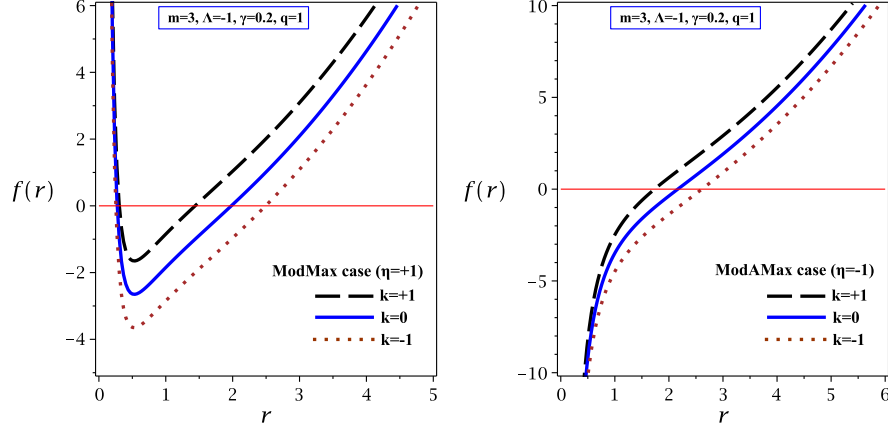 m=3, Λ=-1, γ=0.2, q=1
6
4
2
0
−2
−4
f(r)
ModMax case (η=+1)
k=+1
k=0
k=-1
0 1 2 3 4 5
r
m=3, Λ=-1, γ=0.2, q=1
10
5
0
−5
−10
f(r)
ModAMax case (η=-1)
k=+1
k=0
k=-1
0 1 2 3 4 5 6
r